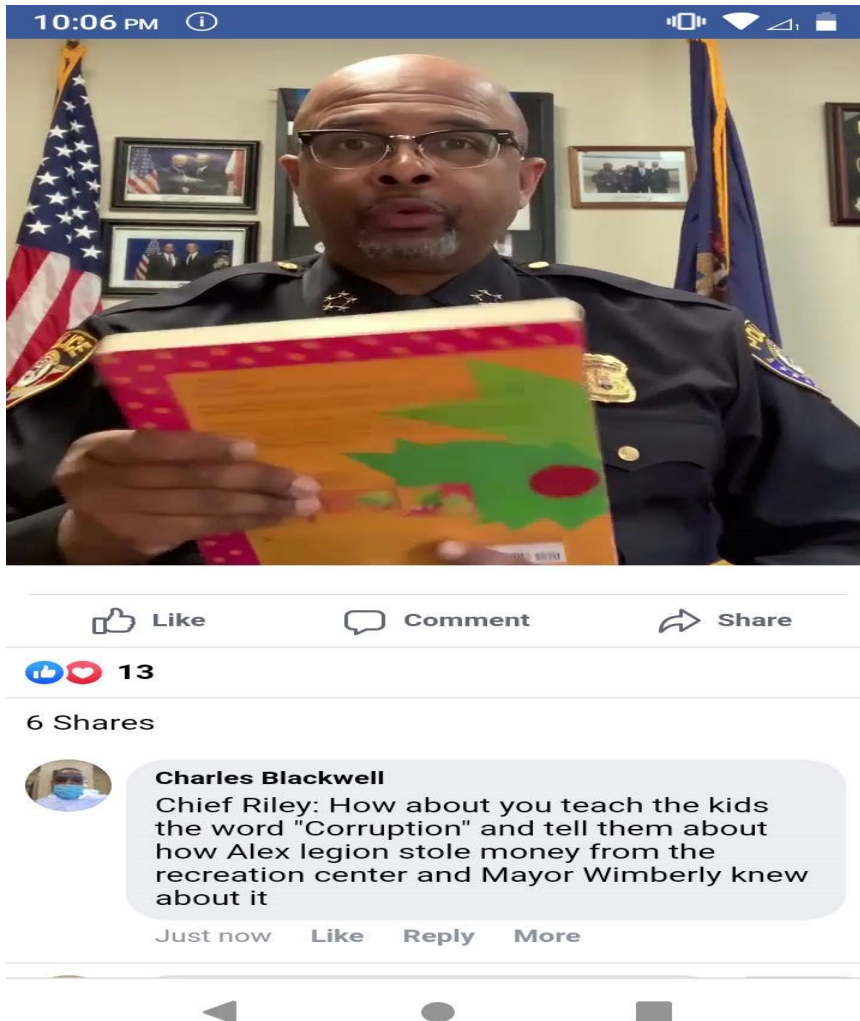 10:06 PM
POLICE
Like Comment Share
13
6 Shares
Charles Blackwell
Chief Riley: How about you teach the kids
the word "Corruption" and tell them about
how Alex legion stole money from the
recreation center and Mayor Wimberly knew
about it
Just now Like Reply More